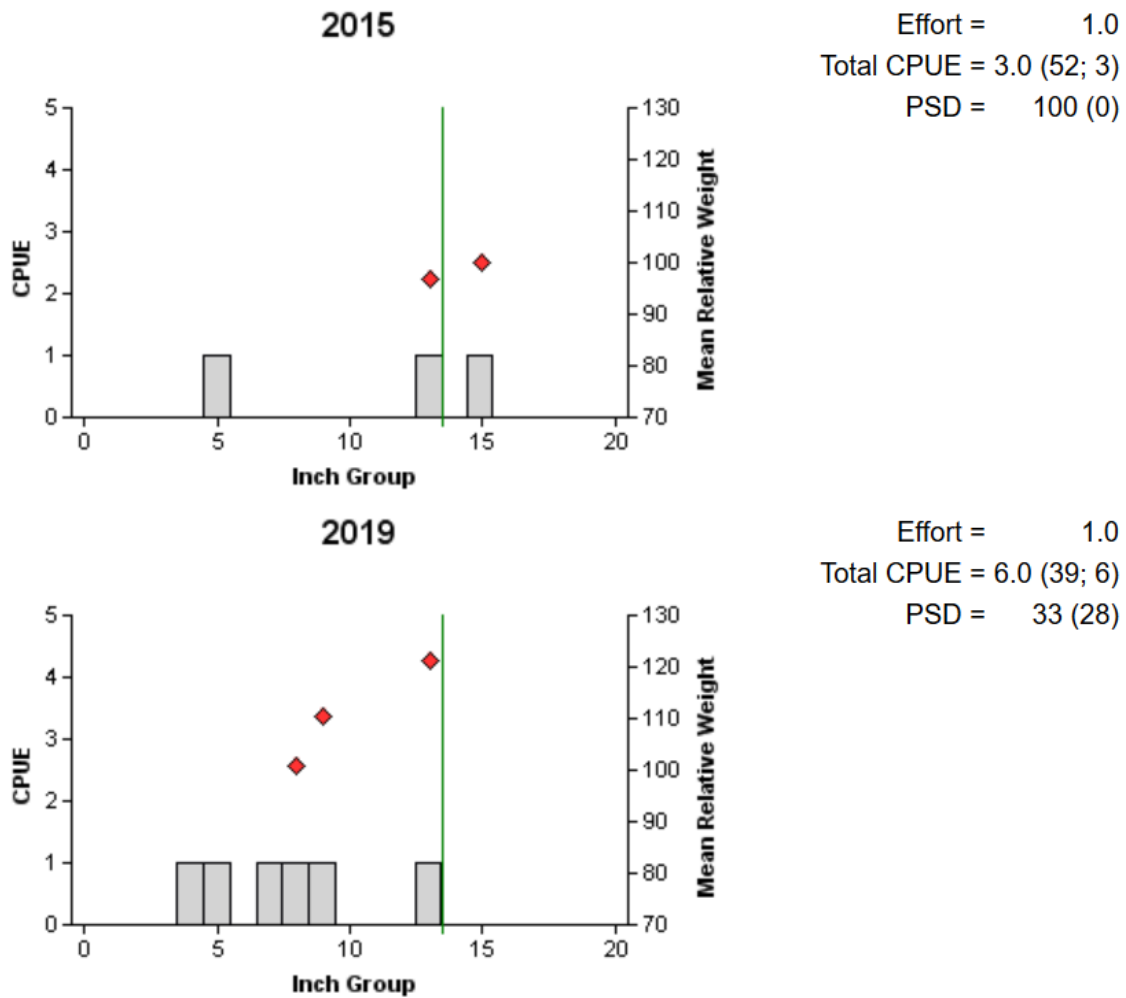 2015
Effort = 1.0
Total CPUE = 3.0 (52; 3)
PSD = 100 (0)
5
4
3
2
1
0
CPUE
130
120
110
100
90
80
70
Mean Relative Weight
0 5 10 15 20
Inch Group
2019
Effort = 1.0
Total CPUE = 6.0 (39; 6)
PSD = 33 (28)
5
4
3
2
1
0
CPUE
130
120
110
100
90
80
70
Mean Relative Weight
0 5 10 15 20
Inch Group